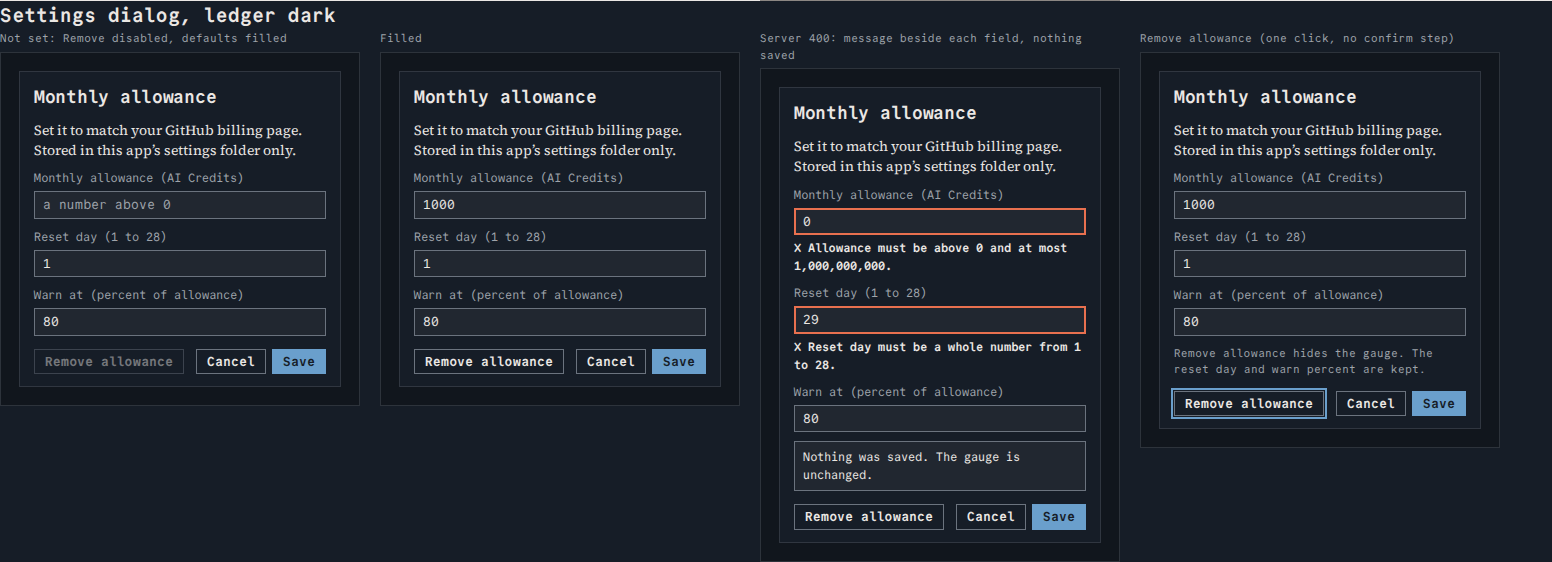 Settings dialog, ledger dark
Not set: Remove disabled, defaults filled
Monthly allowance
Set it to match your GitHub billing page.
Stored in this app’s settings folder only.
Monthly allowance (AI Credits)
a number above 0
Reset day (1 to 28)
1
Warn at (percent of allowance)
80
Remove allowance Cancel Save
Filled
Monthly allowance
Set it to match your GitHub billing page.
Stored in this app’s settings folder only.
Monthly allowance (AI Credits)
1000
Reset day (1 to 28)
1
Warn at (percent of allowance)
80
Remove allowance Cancel Save
Server 400: message beside each field, nothing
saved
Monthly allowance
Set it to match your GitHub billing page.
Stored in this app’s settings folder only.
Monthly allowance (AI Credits)
0
X Allowance must be above 0 and at most
1,000,000,000.
Reset day (1 to 28)
29
X Reset day must be a whole number from 1
to 28.
Warn at (percent of allowance)
80
Nothing was saved. The gauge is
unchanged.
Remove allowance Cancel Save
Remove allowance (one click, no confirm step)
Monthly allowance
Set it to match your GitHub billing page.
Stored in this app’s settings folder only.
Monthly allowance (AI Credits)
1000
Reset day (1 to 28)
1
Warn at (percent of allowance)
80
Remove allowance hides the gauge. The
reset day and warn percent are kept.
Remove allowance Cancel Save